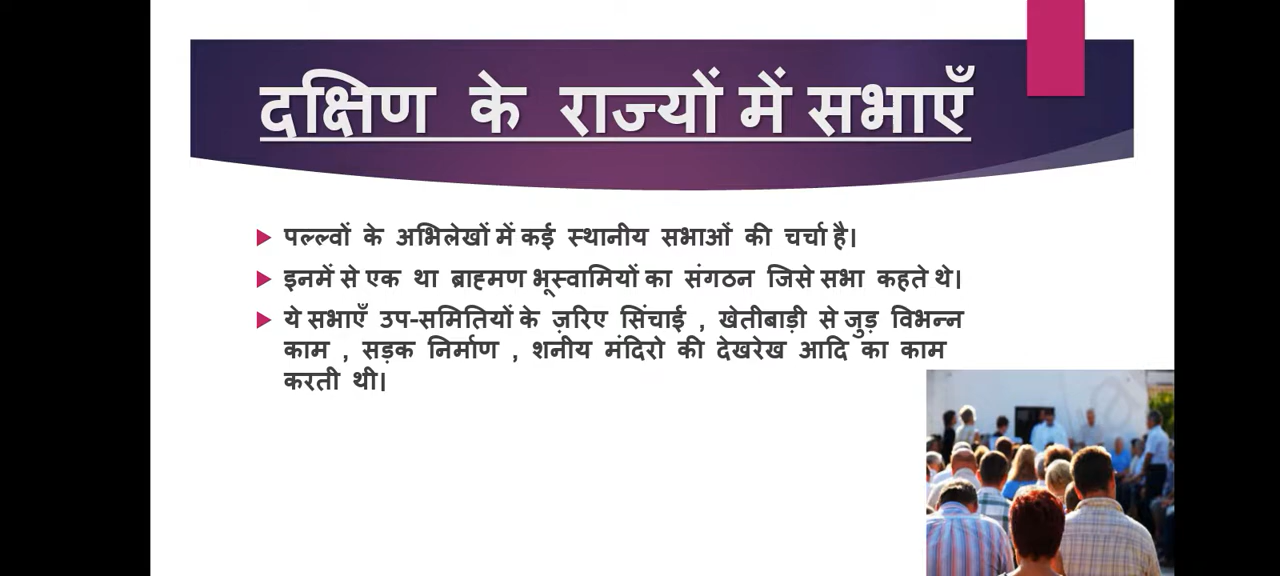 दक्षिण के राज्यों में सभाएँ
पल्ल्वों के अभिलेखों में कई स्थानीय सभाओं की चर्चा है।
इनमें से एक था ब्राह्मण भूस्वामियों का संगठन जिसे सभा कहते थे।
ये सभाएँ उप-समितियों के ज़रिए सिंचाई , खेतीबाड़ी से जुड़ विभन्न
काम , सड़क निर्माण , शनीय मंदिरो की देखरेख आदि का काम
करती थी।